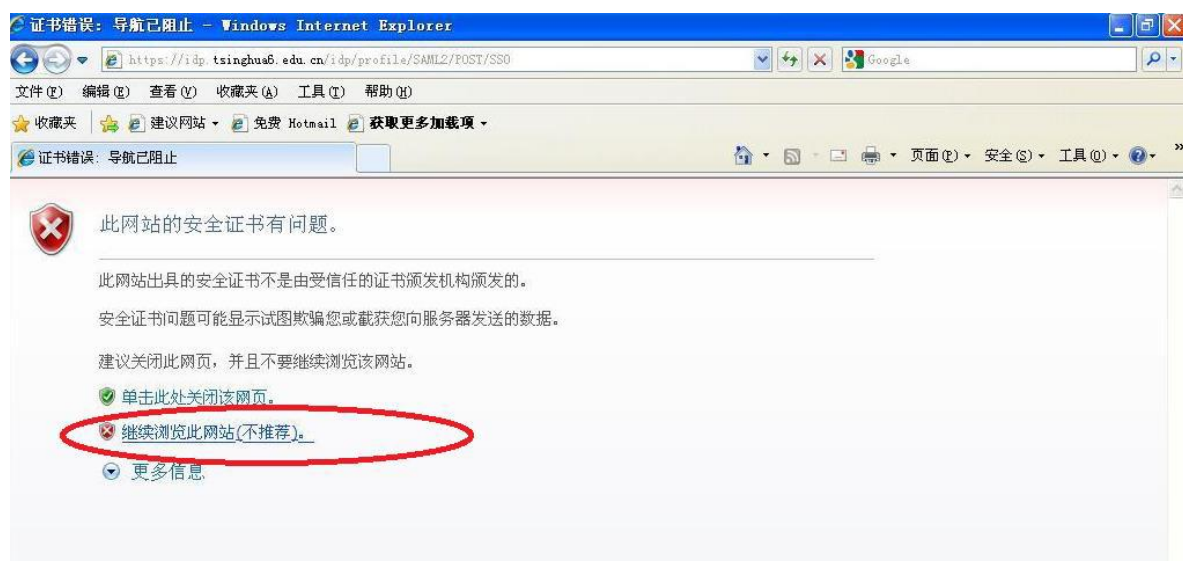 证书错误: 导航已阻止 - Windows Internet Explorer
https://idp.tsinghua6.edu.cn/idp/profile/SAML2/POST/SSO
Google
文件(F) 编辑(E) 查看(V) 收藏夹(A) 工具(T) 帮助(H)
收藏夹 建议网站 免费 Hotmail 获取更多加载项
证书错误: 导航已阻止
页面(P) 安全(S) 工具(O) »
此网站的安全证书有问题。
此网站出具的安全证书不是由受信任的证书颁发机构颁发的。
安全证书问题可能显示试图欺骗您或截获您向服务器发送的数据。
建议关闭此网页，并且不要继续浏览该网站。
单击此处关闭该网页。
继续浏览此网站(不推荐)。
更多信息